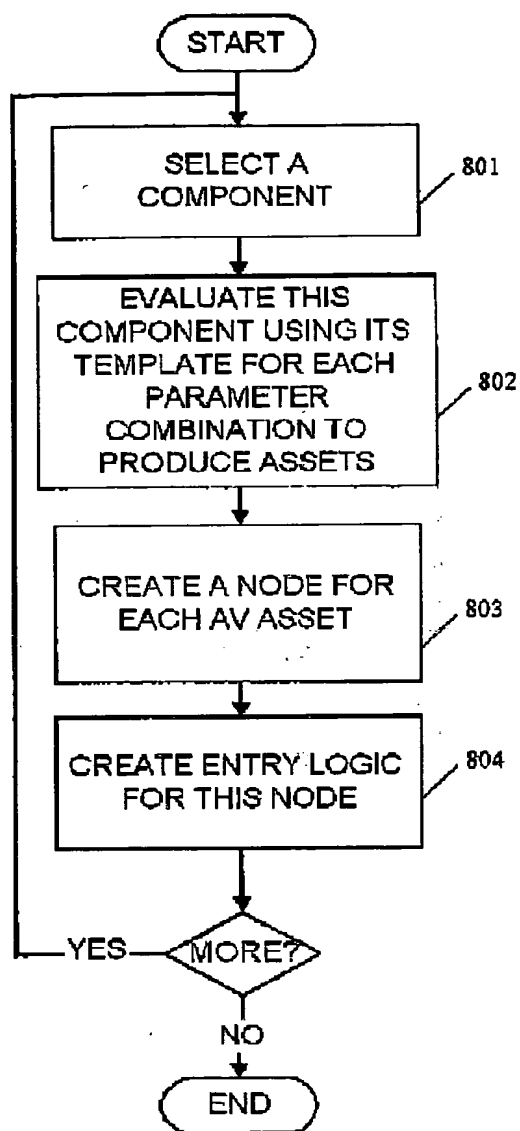 START
SELECT A
COMPONENT
801
EVALUATE THIS
COMPONENT USING ITS
TEMPLATE FOR EACH
PARAMETER
COMBINATION TO
PRODUCE ASSETS
802
CREATE A NODE FOR
EACH AV ASSET
803
CREATE ENTRY LOGIC
FOR THIS NODE
804
YES
MORE?
NO
END